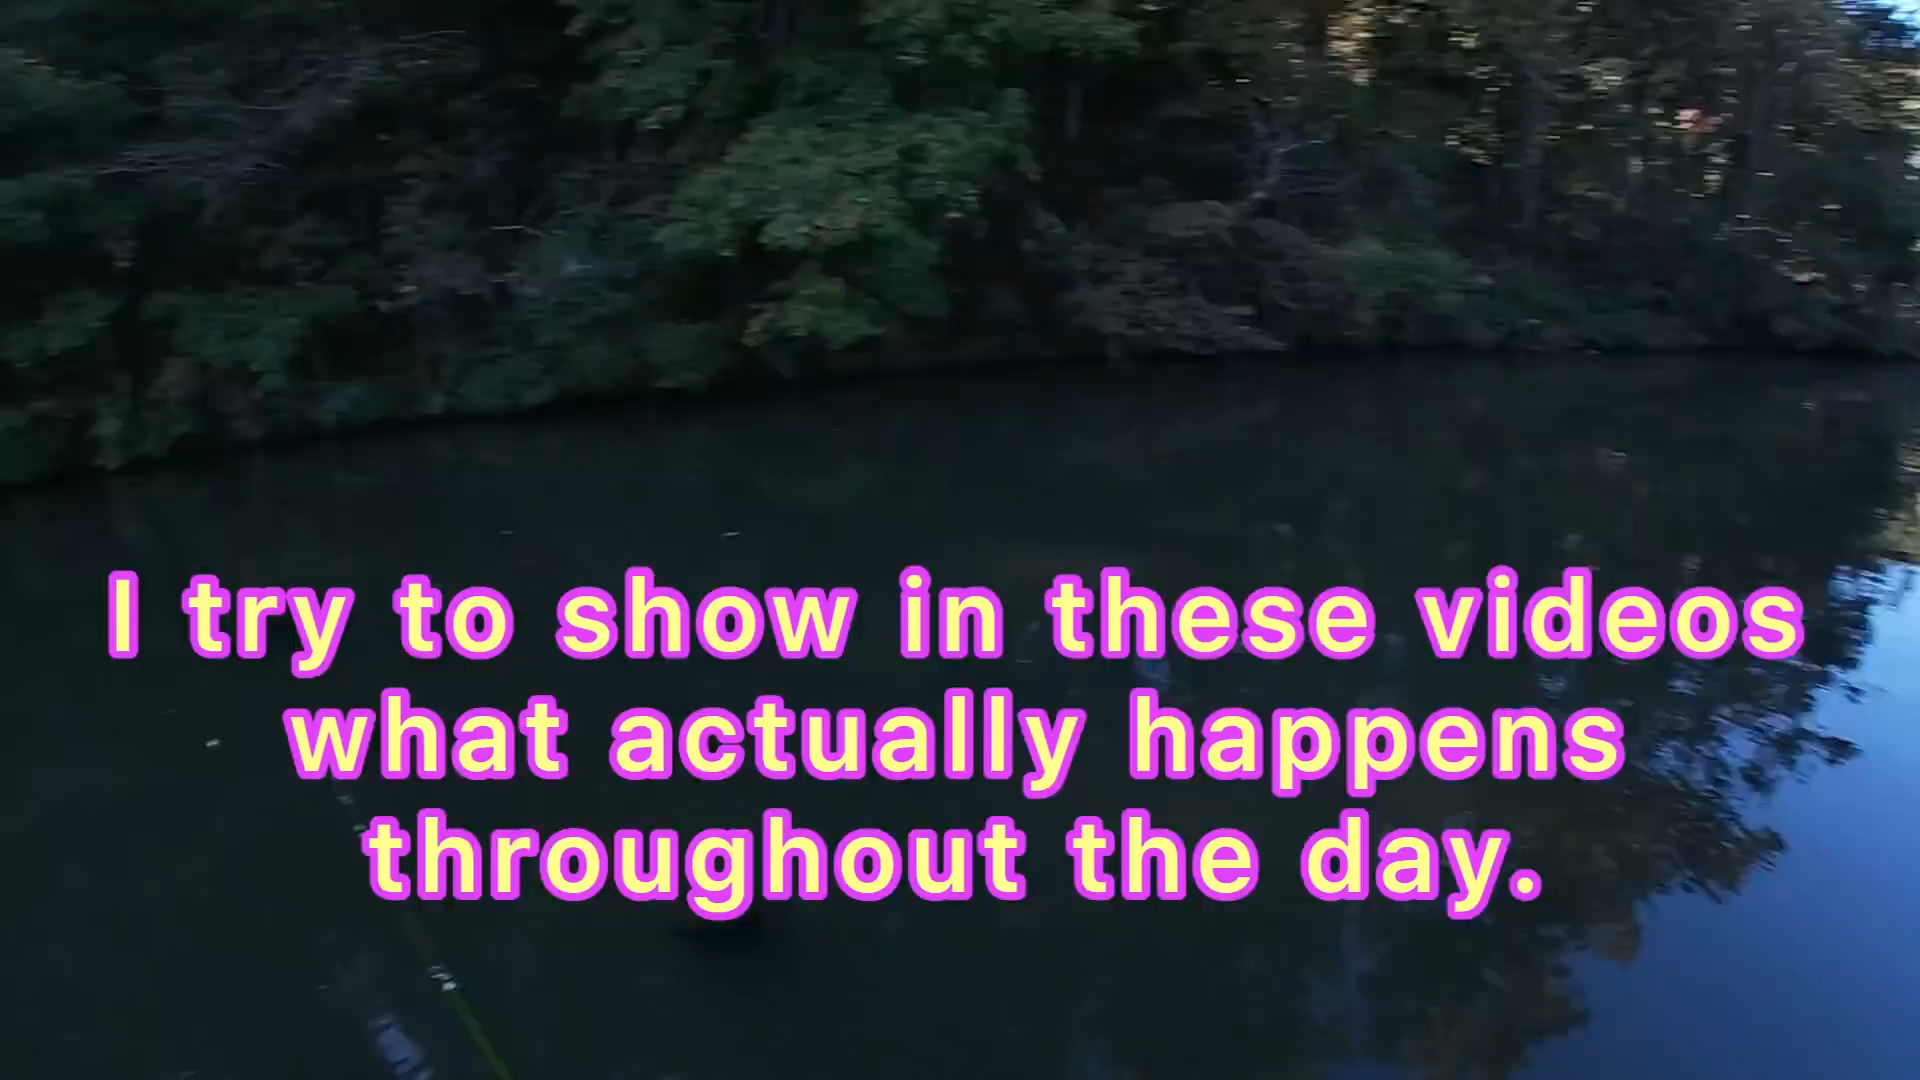 I try to show in these videos
what actually happens
throughout the day.